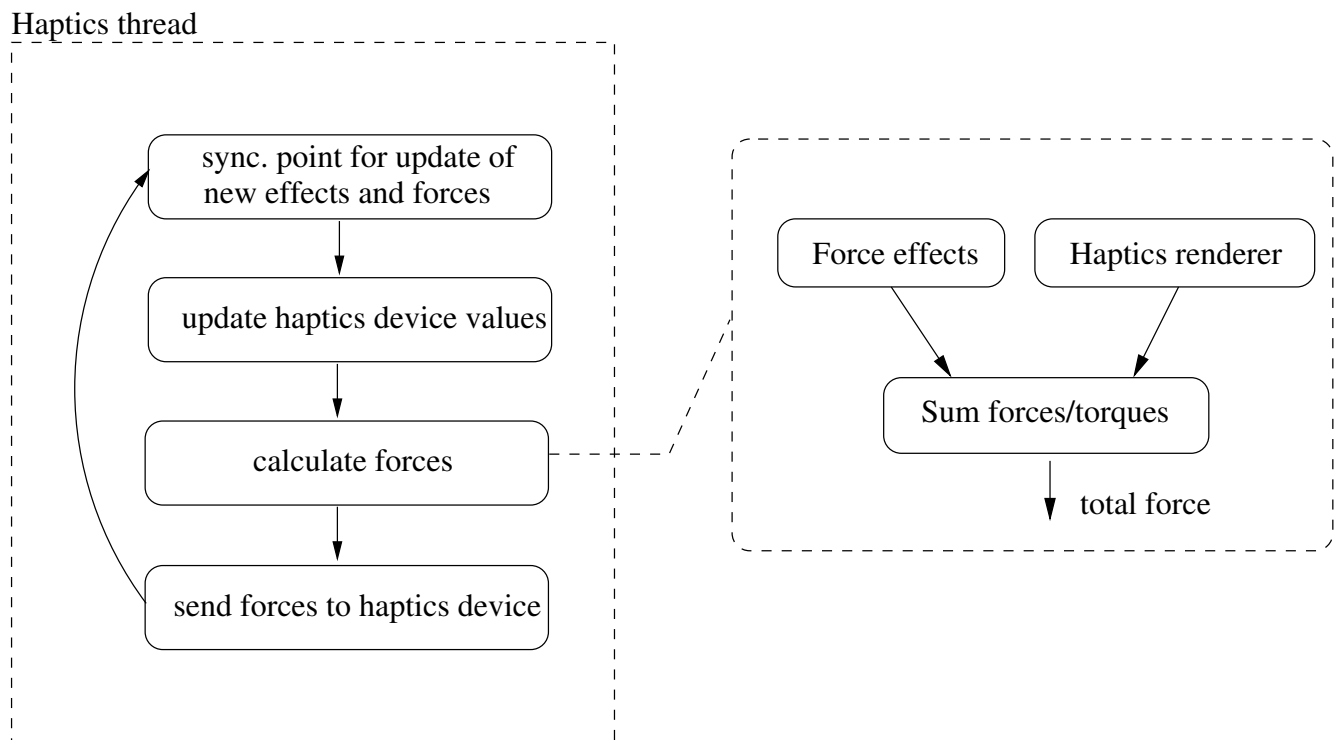 Haptics thread
sync. point for update of
new effects and forces
update haptics device values
calculate forces
send forces to haptics device
Force effects
Haptics renderer
Sum forces/torques
total force